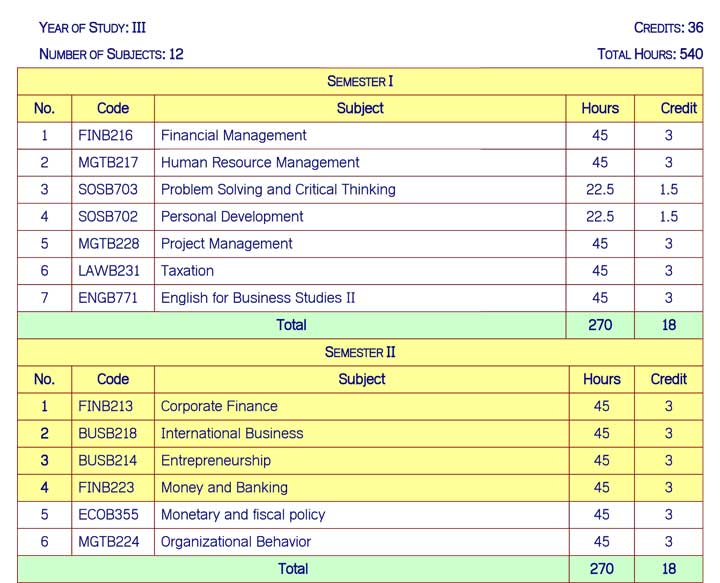 YEAR OF STUDY: III CREDITS: 36
NUMBER OF SUBJECTS: 12 TOTAL HOURS: 540
SEMESTER I
No. Code Subject Hours Credit
1 FINB216 Financial Management 45 3
2 MGTB217 Human Resource Management 45 3
3 SOSB703 Problem Solving and Critical Thinking 22.5 1.5
4 SOSB702 Personal Development 22.5 1.5
5 MGTB228 Project Management 45 3
6 LAWB231 Taxation 45 3
7 ENGB771 English for Business Studies II 45 3
Total 270 18
SEMESTER II
No. Code Subject Hours Credit
1 FINB213 Corporate Finance 45 3
2 BUSB218 International Business 45 3
3 BUSB214 Entrepreneurship 45 3
4 FINB223 Money and Banking 45 3
5 ECOB355 Monetary and fiscal policy 45 3
6 MGTB224 Organizational Behavior 45 3
Total 270 18